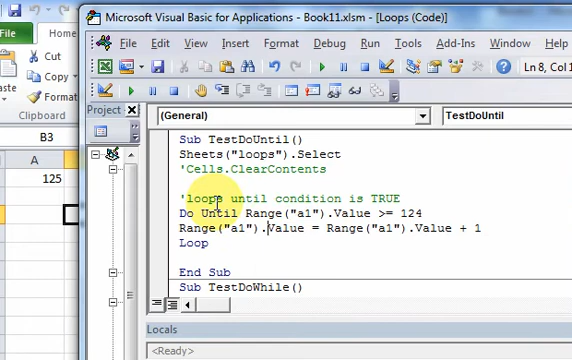 Microsoft Visual Basic for Applications - Book11.xlsm - [Loops (Code)]
File Edit View Insert Format Debug Run Tools Add-Ins Window Help
Home
Cut
Copy
Format
Clipboard
Ln 8, Col 1
B3
A
125
Project
(General)
TestDoUntil
Sub TestDoUntil()
Sheets("loops").Select
'Cells.ClearContents
'loops until condition is TRUE
Do Until Range("a1").Value >= 124
Range("a1").Value = Range("a1").Value + 1
Loop
End Sub
Sub TestDoWhile()
Locals
<Ready>